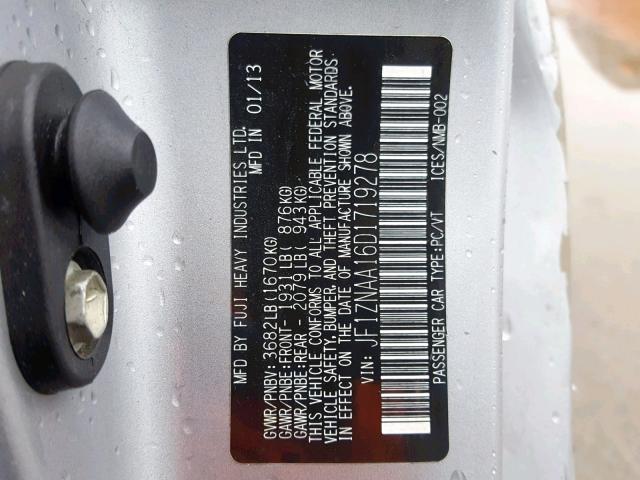 MFD BY FUJI HEAVY INDUSTRIES LTD.
MFD IN 01/13
GVWR/PNBV: 3682LB(1670KG)
GAWR/PNBE:FRONT- 1931LB( 876KG)
GAWR/PNBE:REAR - 2079LB( 943KG)
THIS VEHICLE CONFORMS TO ALL APPLICABLE FEDERAL MOTOR
VEHICLE SAFETY,BUMPER, AND THEFT PREVENTION STANDARDS
IN EFFECT ON THE DATE OF MANUFACTURE SHOWN ABOVE.
VIN: JF1ZNAA16D1719278
PASSENGER CAR TYPE:PC/VT ICES/NMB-002